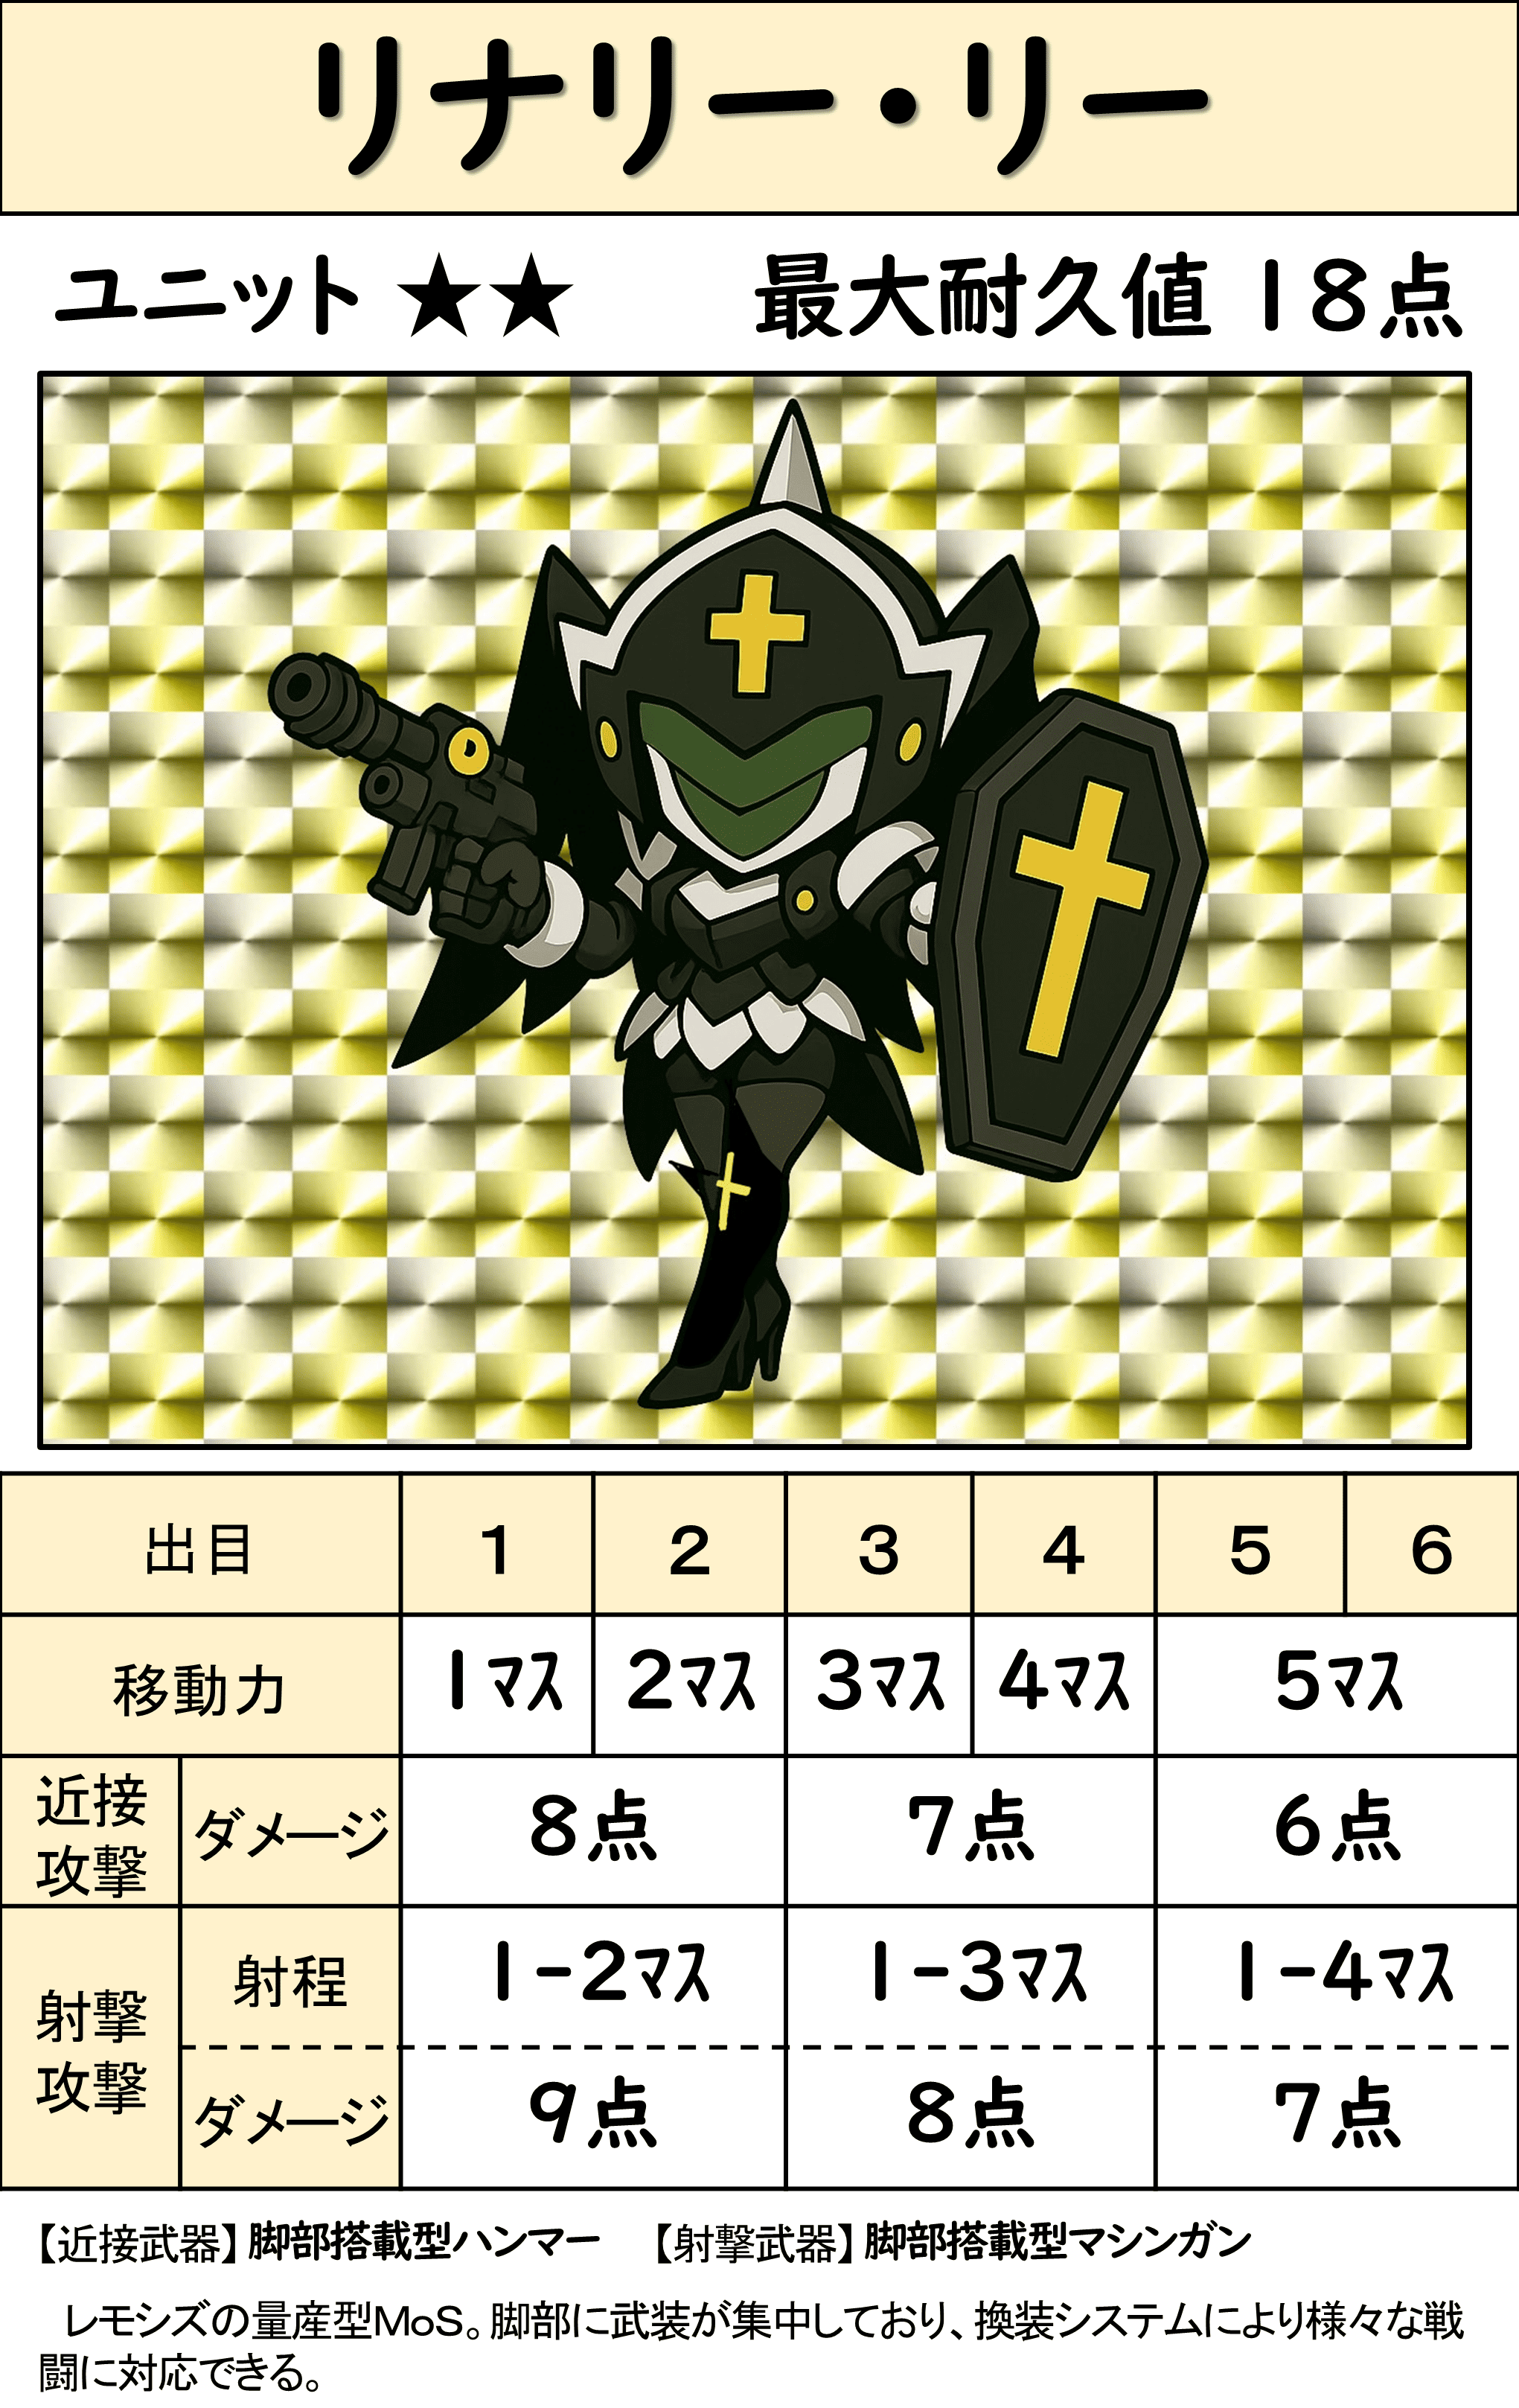 リナリー・リー
ユニット ★★ 最大耐久値 18点
出目 1 2 3 4 5 6
移動力 1マス 2マス 3マス 4マス 5マス
近接攻撃 ダメージ 8点 7点 6点
射撃攻撃 射程 1-2マス 1-3マス 1-4マス
ダメージ 9点 8点 7点
【近接武器】脚部搭載型ハンマー 【射撃武器】脚部搭載型マシンガン
レモシズの量産型MoS。脚部に武装が集中しており、換装システムにより様々な戦
闘に対応できる。